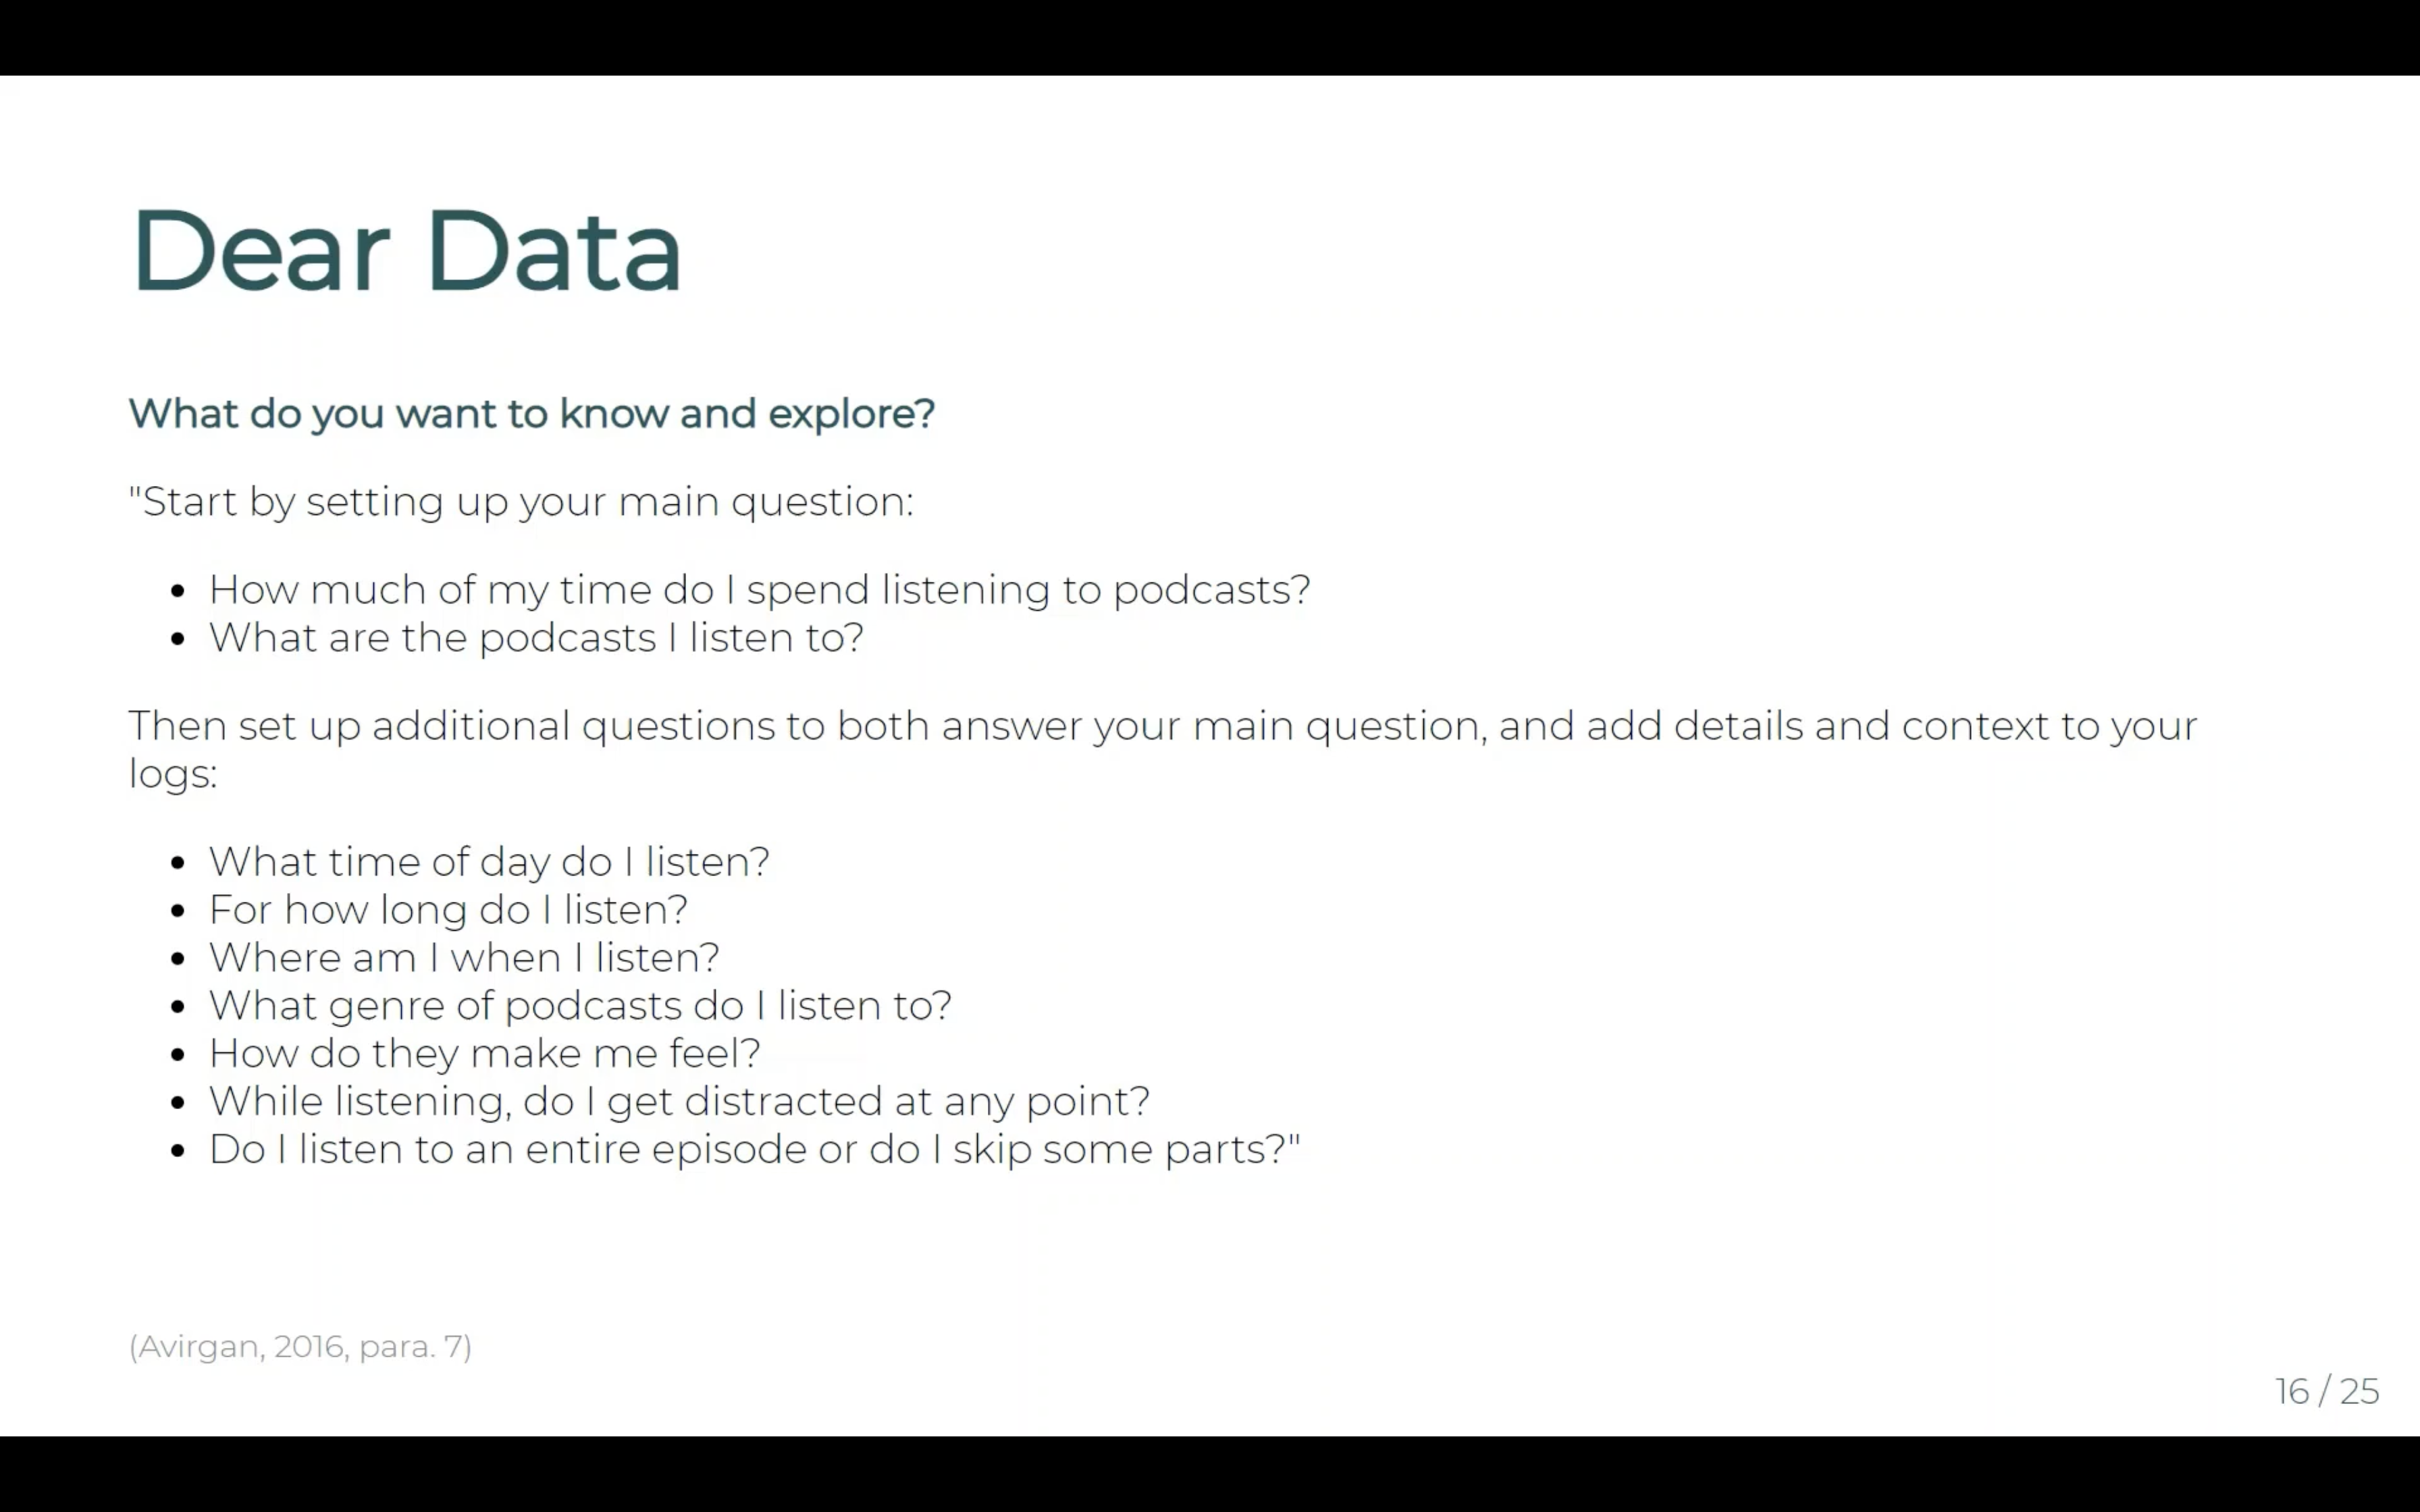 Dear Data
What do you want to know and explore?
"Start by setting up your main question:
• How much of my time do I spend listening to podcasts?
• What are the podcasts I listen to?
Then set up additional questions to both answer your main question, and add details and context to your
logs:
• What time of day do I listen?
• For how long do I listen?
• Where am I when I listen?
• What genre of podcasts do I listen to?
• How do they make me feel?
• While listening, do I get distracted at any point?
• Do I listen to an entire episode or do I skip some parts?"
(Avirgan, 2016, para. 7)
16 / 25